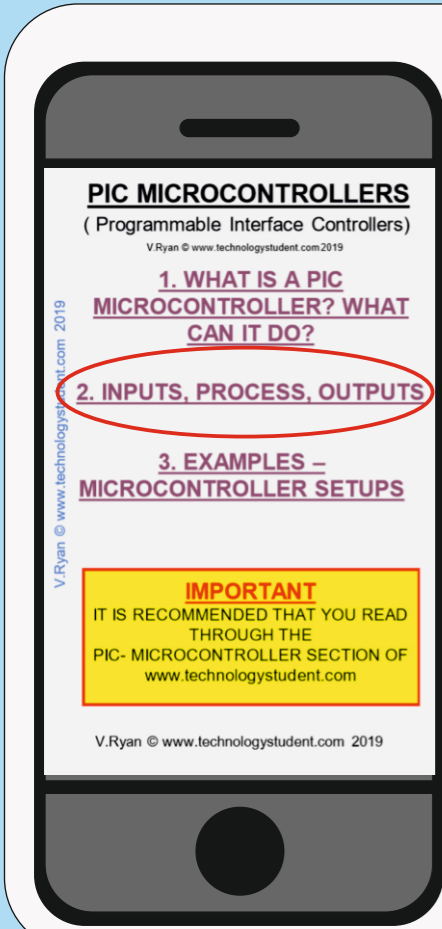 PIC MICROCONTROLLERS
( Programmable Interface Controllers)
V.Ryan © www.technologystudent.com 2019
1. WHAT IS A PIC
MICROCONTROLLER? WHAT
CAN IT DO?
2. INPUTS, PROCESS, OUTPUTS
3. EXAMPLES –
MICROCONTROLLER SETUPS
IMPORTANT
IT IS RECOMMENDED THAT YOU READ
THROUGH THE
PIC- MICROCONTROLLER SECTION OF
www.technologystudent.com
V.Ryan © www.technologystudent.com 2019
V.Ryan © www.technologystudent.com 2019